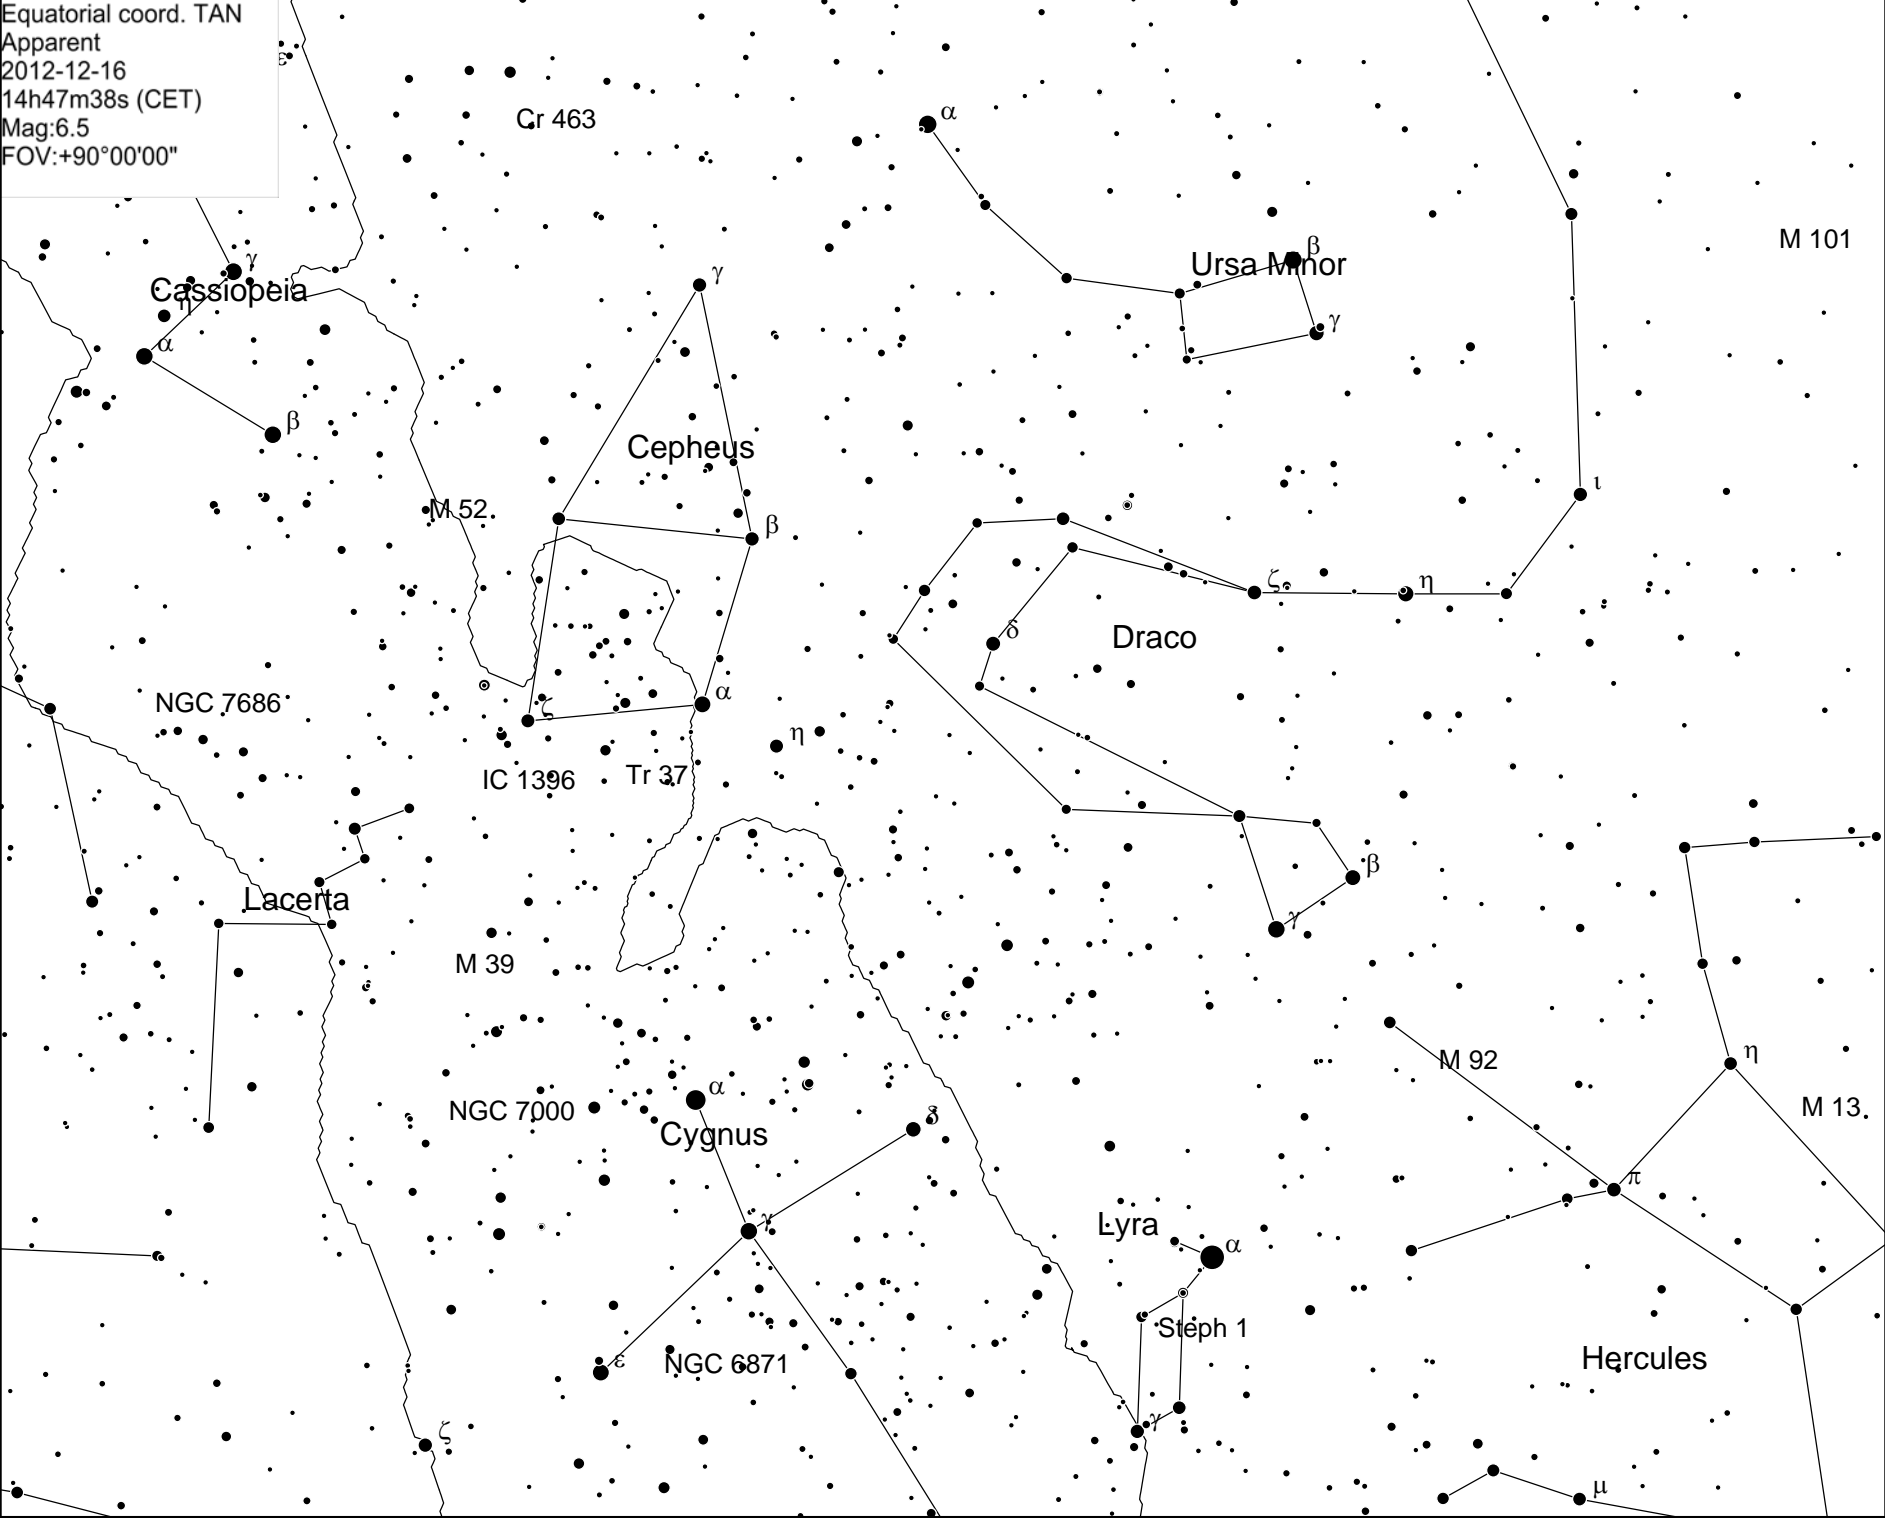 Equatorial coord. TAN
Apparent
2012-12-16
14h47m38s (CET)
Mag:6.5
FOV:+90°00'00"
ε
Cr 463
α
M 101
γ
Cassiopeia
η
α
β
γ
Ursa Minor
β
γ
Cepheus
M 52
β
ι
ζ
η
δ
Draco
NGC 7686
ζ
α
η
IC 1396
Tr 37
Lacerta
β
γ
M 39
M 92
η
NGC 7000
α
Cygnus
δ
M 13
π
γ
Lyra
α
Steph 1
ε
NGC 6871
Hercules
γ
ζ
μ